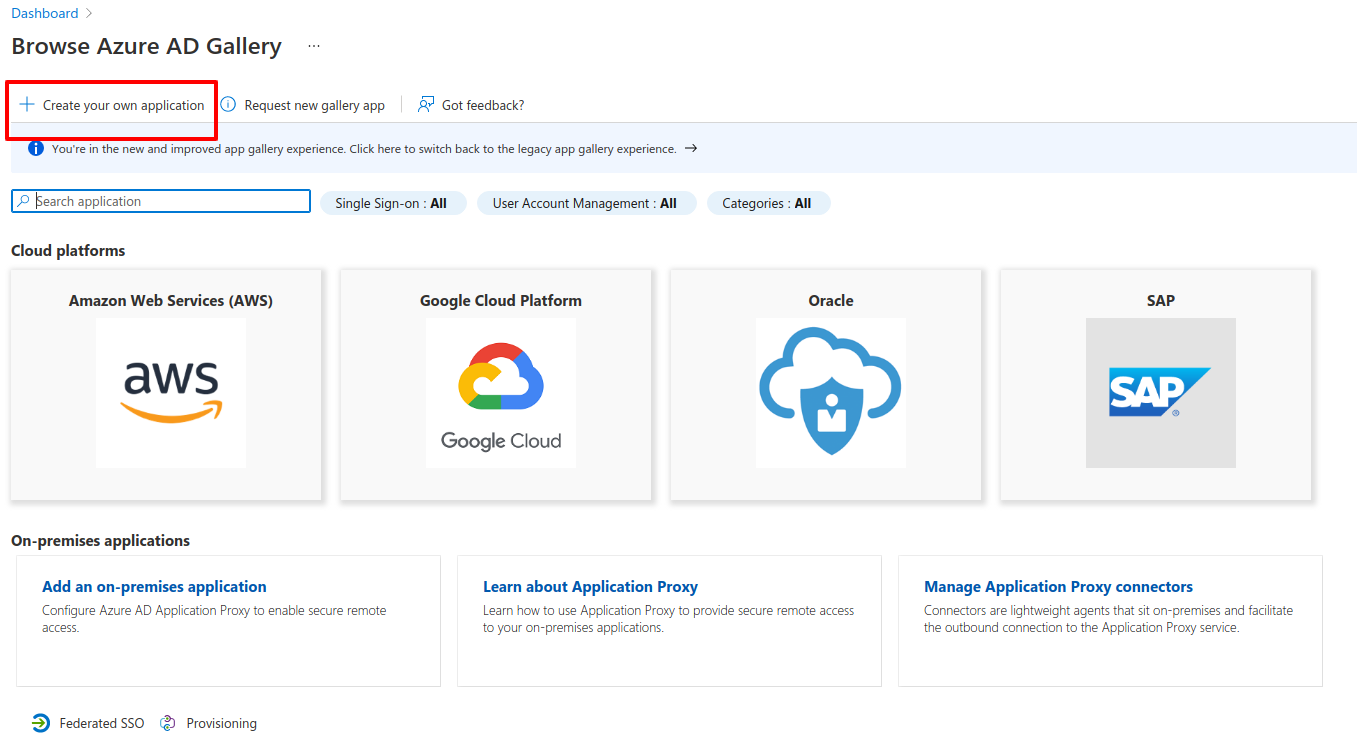 Dashboard >
Browse Azure AD Gallery ...
+ Create your own application Request new gallery app Got feedback?
You're in the new and improved app gallery experience. Click here to switch back to the legacy app gallery experience. →
Search application Single Sign-on : All User Account Management : All Categories : All
Cloud platforms
Amazon Web Services (AWS) Google Cloud Platform Oracle SAP
aws SAP ®
Google Cloud
On-premises applications
Add an on-premises application
Configure Azure AD Application Proxy to enable secure remote
access.
Learn about Application Proxy
Learn how to use Application Proxy to provide secure remote access
to your on-premises applications.
Manage Application Proxy connectors
Connectors are lightweight agents that sit on-premises and facilitate
the outbound connection to the Application Proxy service.
Federated SSO Provisioning